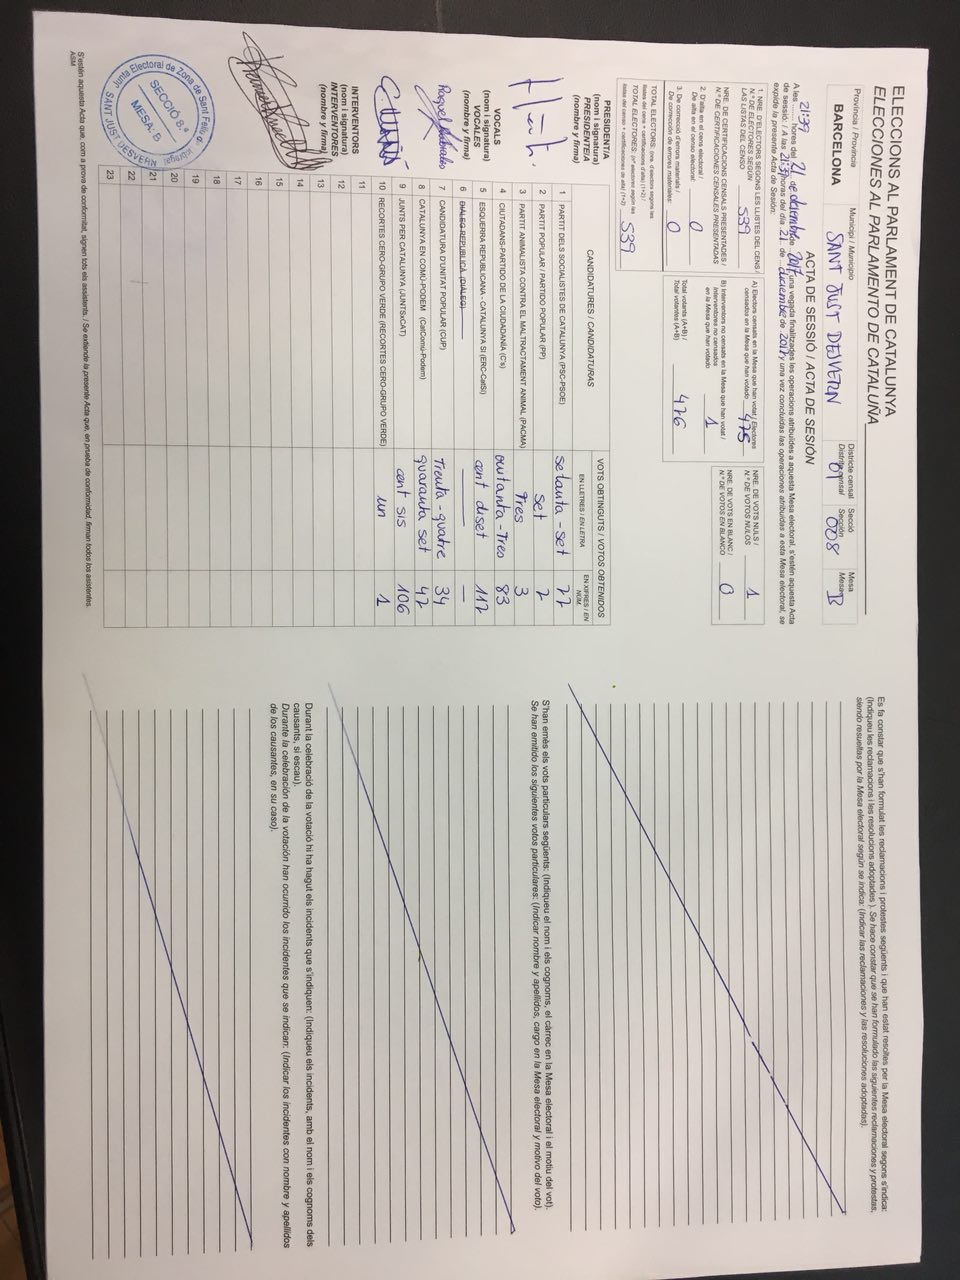 ELECCIONS AL PARLAMENT DE CATALUNYA
ELECCIONES AL PARLAMENTO DE CATALUÑA
Província / Provincia
Municipi / Municipio
Districte censal
Distrito censal
Secció
Sección
Mesa
Mesa
BARCELONA
SANT JUST DESVERN
01
008
B
ACTA DE SESSIÓ / ACTA DE SESIÓN
A les 21:39 hores del 21 de desembre de 2017, una vegada finalitzades les operacions atribuïdes a aquesta Mesa electoral, s'estén aquesta Acta
de sessió: / A las 21:39 horas del día 21 de diciembre de 2017, una vez concluidas las operaciones atribuidas a esta Mesa electoral, se
expide la presente Acta de Sesión:
1. NRE. D'ELECTORS SEGONS LES LLISTES DEL CENS /
N.º DE ELECTORES SEGÚN
LAS LISTAS DEL CENSO 539
NRE. DE CERTIFICACIONS CENSALS PRESENTADES /
N.º DE CERTIFICACIONES CENSALES PRESENTADAS
2. D'alta en el cens electoral /
De alta en el censo electoral: 0
3. De correcció d'errors materials /
De corrección de errores materiales: 0
TOTAL ELECTORS: (nre. d'electors segons les
llistes del cens + certificacions d'alta) (1+2) /
TOTAL ELECTORES: (n.º electores según las
listas del censo + certificaciones de alta) (1+2) 539
A) Electors censats en la Mesa que han votat / Electores
censados en la Mesa que han votado 475
B) Interventors no censats en la Mesa que han votat /
Interventores no censados
en la Mesa que han votado 1
Total votants (A+B) /
Total votantes (A+B) 476
NRE. DE VOTS NULS /
N.º DE VOTOS NULOS 1
NRE. DE VOTS EN BLANC /
N.º DE VOTOS EN BLANCO 0
PRESIDENT/A
(nom i signatura)
PRESIDENTE/A
(nombre y firma)
VOCALS
(nom i signatura)
VOCALES
(nombre y firma)
INTERVENTORS
(nom i signatura)
INTERVENTORES
(nombre y firma)
CANDIDATURES / CANDIDATURAS
VOTS OBTINGUTS / VOTOS OBTENIDOS
EN LLETRES / EN LETRA
EN XIFRES / EN NÚM.
1 PARTIT DELS SOCIALISTES DE CATALUNYA (PSC-PSOE) setanta-set 77
2 PARTIT POPULAR / PARTIDO POPULAR (PP) set 7
3 PARTIT ANIMALISTA CONTRA EL MALTRACTAMENT ANIMAL (PACMA) Tres 3
4 CIUTADANS-PARTIDO DE LA CIUDADANÍA (C's) vuitanta-Tres 83
5 ESQUERRA REPUBLICANA - CATALUNYA SÍ (ERC-CatSí) cent disset 117
6 DIÀLEG REPUBLICÀ (DIÀLEG) — —
7 CANDIDATURA D'UNITAT POPULAR (CUP) Trenta-quatre 34
8 CATALUNYA EN COMÚ-PODEM (CatComú-Podem) quaranta set 47
9 JUNTS PER CATALUNYA (JUNTSxCAT) cent sis 106
10 RECORTES CERO-GRUPO VERDE (RECORTES CERO-GRUPO VERDE) un 1
11
12
13
14
15
16
17
18
19
20
21
22
23
Junta Electoral de Zona de Sant Feliu de Llobregat
SECCIÓ 8.ª
MESA: B
SANT JUST DESVERN
S'estén aquesta Acta que, com a prova de conformitat, signen tots els assistents. / Se extiende la presente Acta que, en prueba de conformidad, firman todos los asistentes.
Es fa constar que s'han formulat les reclamacions i protestes següents i que han estat resoltes per la Mesa electoral segons s'indica:
(Indiqueu les reclamacions i les resolucions adoptades). Se hace constar que se han formulado las siguientes reclamaciones y protestas,
siendo resueltas por la Mesa electoral según se indica: (Indicar las reclamaciones y las resoluciones adoptadas).
S'han emès els vots particulars següents: (Indiqueu el nom i els cognoms, el càrrec en la Mesa electoral i el motiu del vot).
Se han emitido los siguientes votos particulares: (Indicar nombre y apellidos, cargo en la Mesa electoral y motivo del voto).
Durant la celebració de la votació hi ha hagut els incidents que s'indiquen: (Indiqueu els incidents, amb el nom i els cognoms dels
causants, si escau).
Durante la celebración de la votación han ocurrido los incidentes que se indican: (Indicar los incidentes con nombre y apellidos
de los causantes, en su caso).